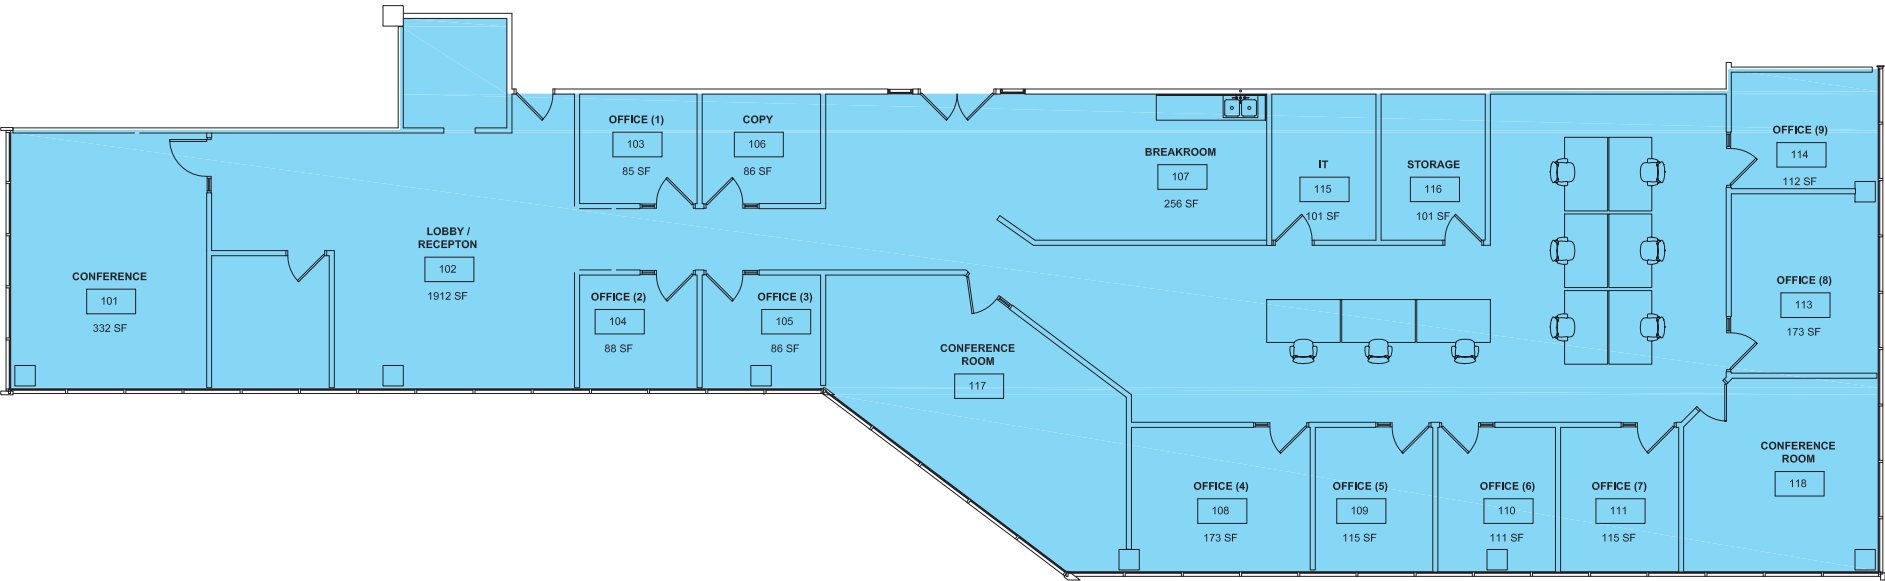 OFFICE (1)
103
85 SF
COPY
106
86 SF
BREAKROOM
107
256 SF
IT
115
101 SF
STORAGE
116
101 SF
OFFICE (9)
114
112 SF
LOBBY /
RECEPTON
102
1912 SF
CONFERENCE
101
332 SF
OFFICE (2)
104
88 SF
OFFICE (3)
105
86 SF
OFFICE (8)
113
173 SF
CONFERENCE
ROOM
117
CONFERENCE
ROOM
118
OFFICE (4)
108
173 SF
OFFICE (5)
109
115 SF
OFFICE (6)
110
111 SF
OFFICE (7)
111
115 SF